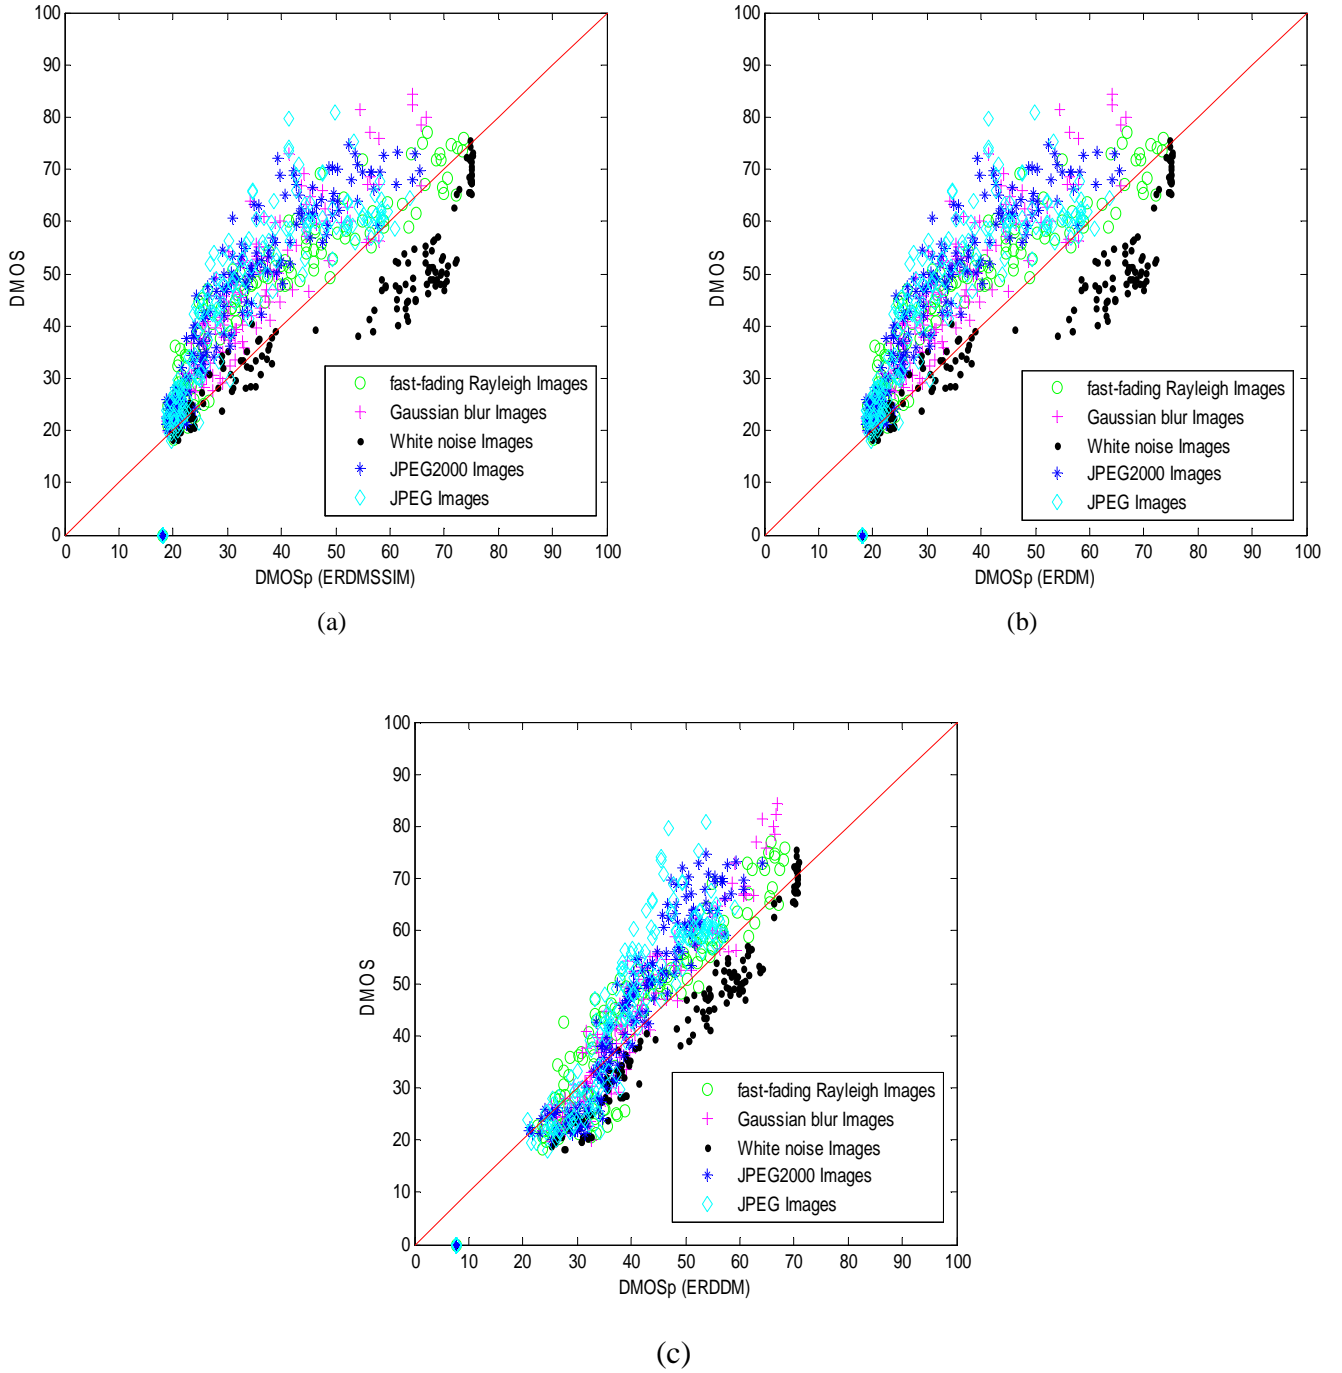 100
90
80
70
60
50
40
30
20
10
0
DMOS
0 10 20 30 40 50 60 70 80 90 100
DMOSp (ERDMSSIM)
fast-fading Rayleigh Images
Gaussian blur Images
White noise Images
JPEG2000 Images
JPEG Images
(a)
100
90
80
70
60
50
40
30
20
10
0
DMOS
0 10 20 30 40 50 60 70 80 90 100
DMOSp (ERDM)
fast-fading Rayleigh Images
Gaussian blur Images
White noise Images
JPEG2000 Images
JPEG Images
(b)
100
90
80
70
60
50
40
30
20
10
0
DMOS
0 10 20 30 40 50 60 70 80 90 100
DMOSp (ERDDM)
fast-fading Rayleigh Images
Gaussian blur Images
White noise Images
JPEG2000 Images
JPEG Images
(c)